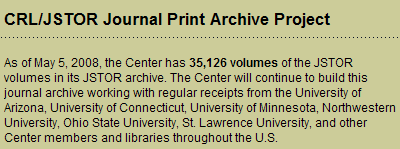 CRL/JSTOR Journal Print Archive Project
As of May 5, 2008, the Center has 35,126 volumes of the JSTOR
volumes in its JSTOR archive. The Center will continue to build this
journal archive working with regular receipts from the University of
Arizona, University of Connecticut, University of Minnesota, Northwestern
University, Ohio State University, St. Lawrence University, and other
Center members and libraries throughout the U.S.